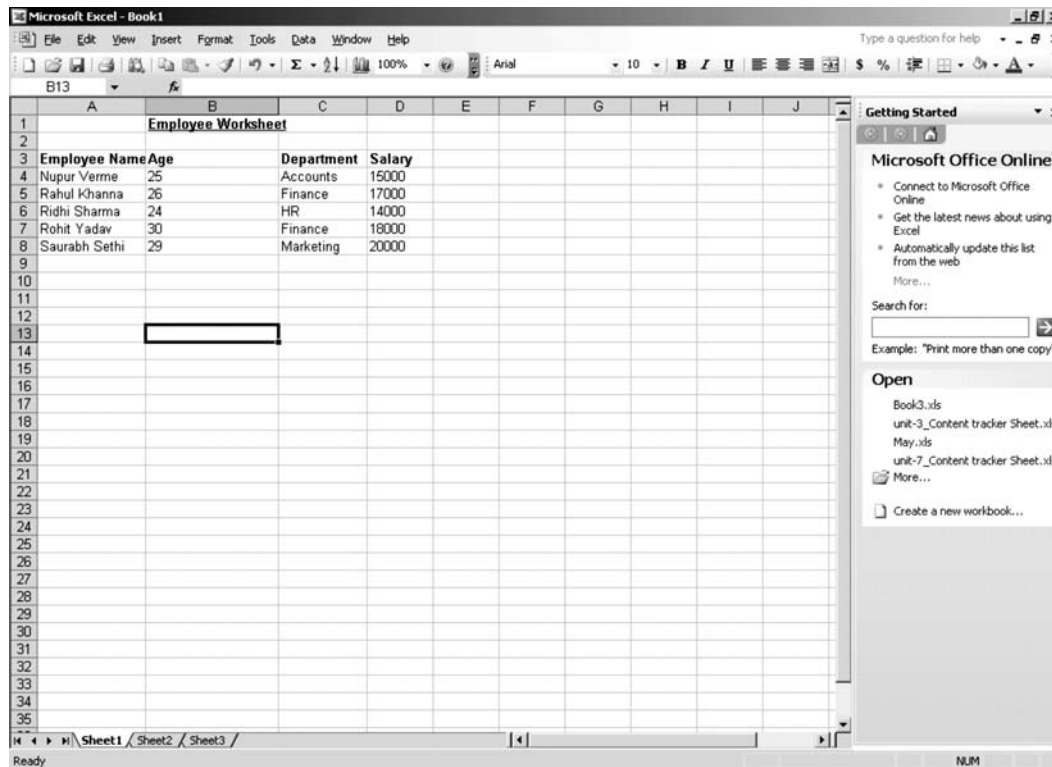 Microsoft Excel - Book1
File Edit View Insert Format Tools Data Window Help Type a question for help
100% Arial 10 B I U $ % A
B13 fx
A B C D E F G H I J
1 Employee Worksheet
2
3 Employee Name Age Department Salary
4 Nupur Verme 25 Accounts 15000
5 Rahul Khanna 26 Finance 17000
6 Ridhi Sharma 24 HR 14000
7 Rohit Yadav 30 Finance 18000
8 Saurabh Sethi 29 Marketing 20000
9
10
11
12
13
14
15
16
17
18
19
20
21
22
23
24
25
26
27
28
29
30
31
32
33
34
35
Sheet1 Sheet2 Sheet3
Ready NUM
Getting Started
Microsoft Office Online
Connect to Microsoft Office
Online
Get the latest news about using
Excel
Automatically update this list
from the web
More...
Search for:
Example: "Print more than one copy"
Open
Book3.xls
unit-3_Content tracker Sheet.xl
May.xls
unit-7_Content tracker Sheet.xl
More...
Create a new workbook...